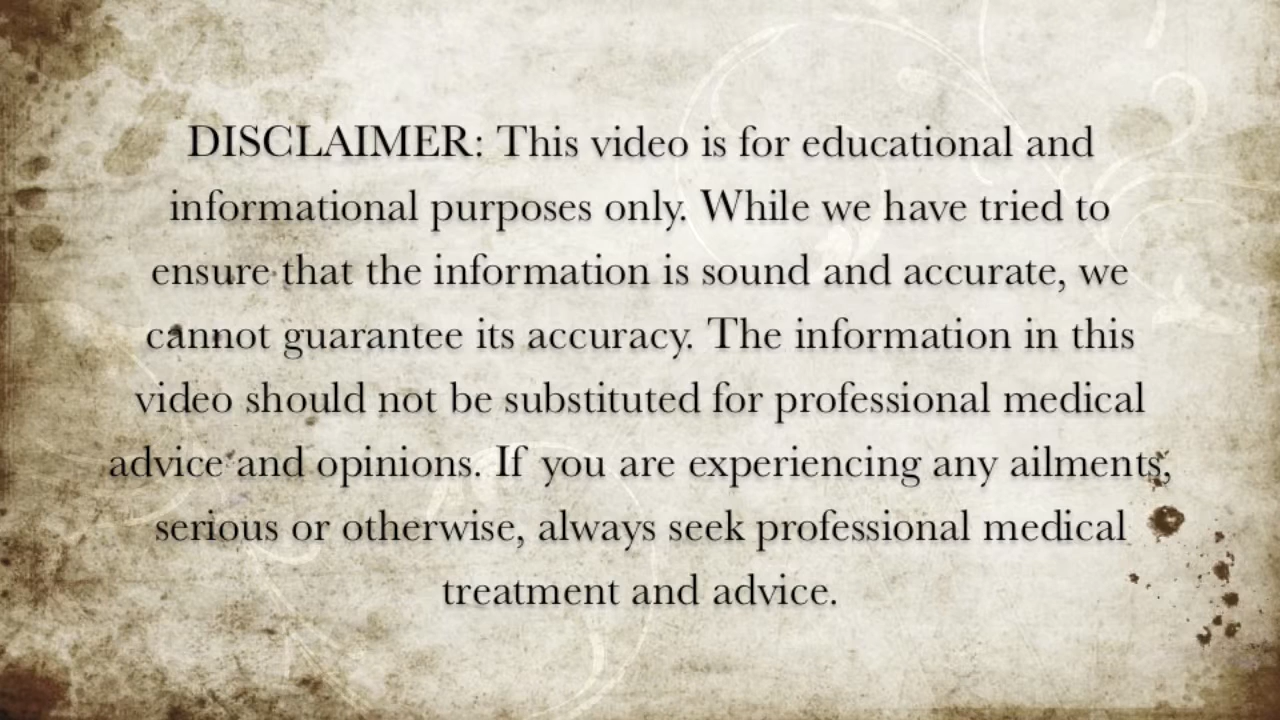 DISCLAIMER: This video is for educational and
informational purposes only. While we have tried to
ensure that the information is sound and accurate, we
cannot guarantee its accuracy. The information in this
video should not be substituted for professional medical
advice and opinions. If you are experiencing any ailments,
serious or otherwise, always seek professional medical
treatment and advice.